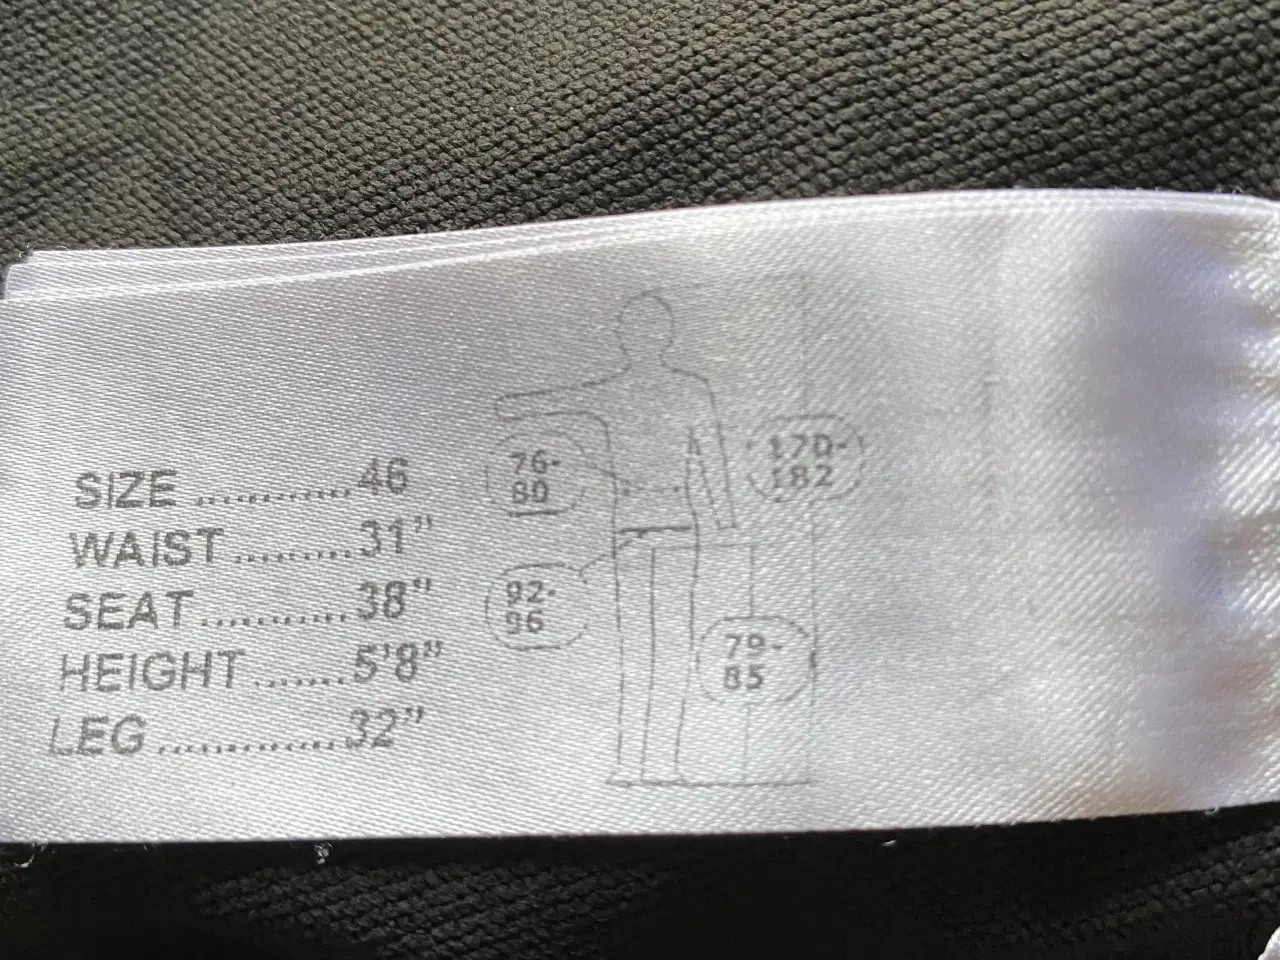 SIZE ............46
WAIST.........31"
SEAT...........38"
HEIGHT.......5'8"
LEG.............32"
76-
80
170-
182
92-
96
79-
85